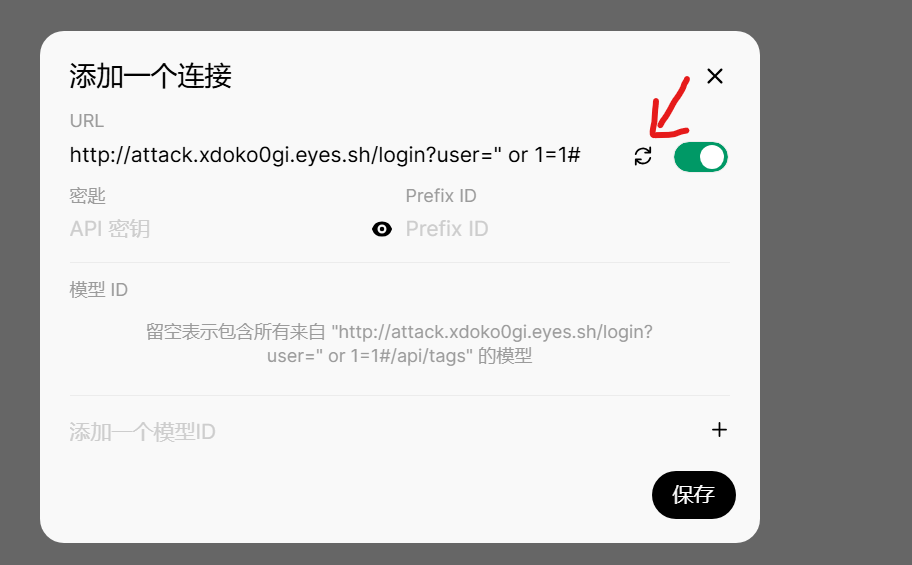 添加一个连接
URL
http://attack.xdoko0gi.eyes.sh/login?user=" or 1=1#
密匙 Prefix ID
API 密钥 Prefix ID
模型 ID
留空表示包含所有来自 "http://attack.xdoko0gi.eyes.sh/login?
user=" or 1=1#/api/tags" 的模型
添加一个模型ID
保存